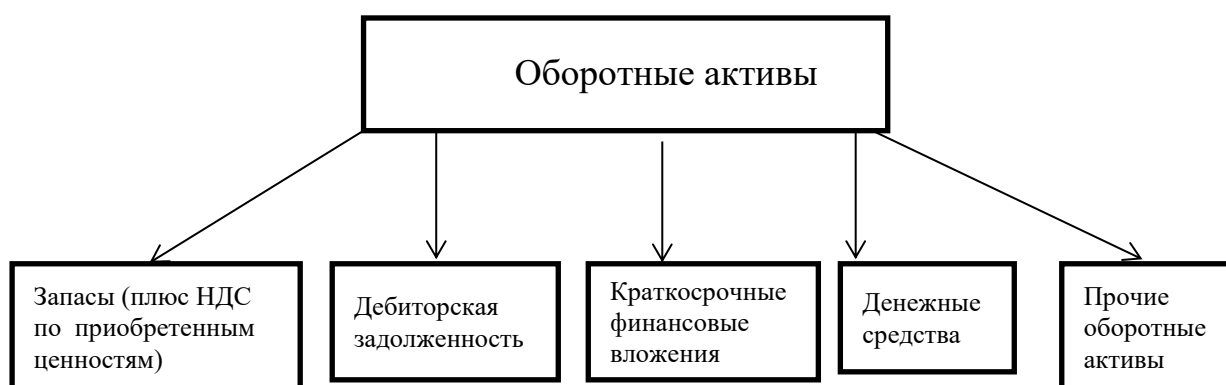 Оборотные активы
Запасы (плюс НДС
по приобретенным
ценностям)
Дебиторская
задолженность
Краткосрочные
финансовые
вложения
Денежные
средства
Прочие
оборотные
активы